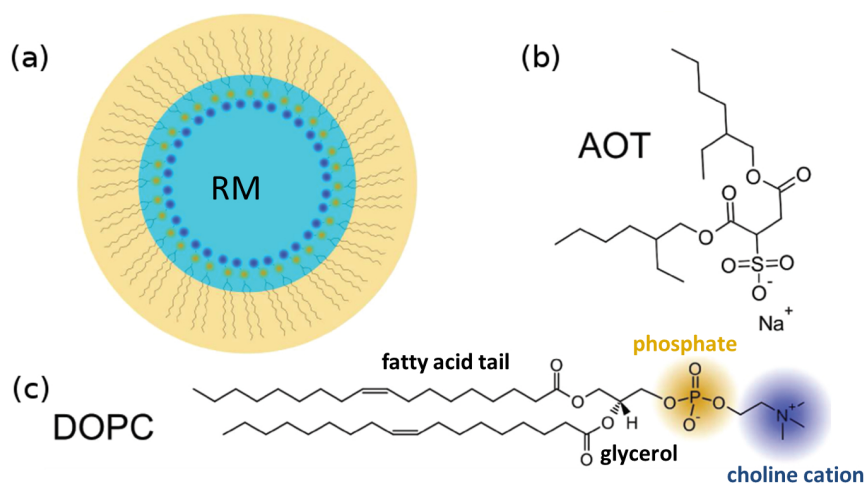 (a)
RM
(b)
AOT
O
O
O
O
O=S=O
O-
Na+
(c)
DOPC
fatty acid tail
glycerol
phosphate
choline cation
O
O
O
O
H
O
O
P
O-
O
N+